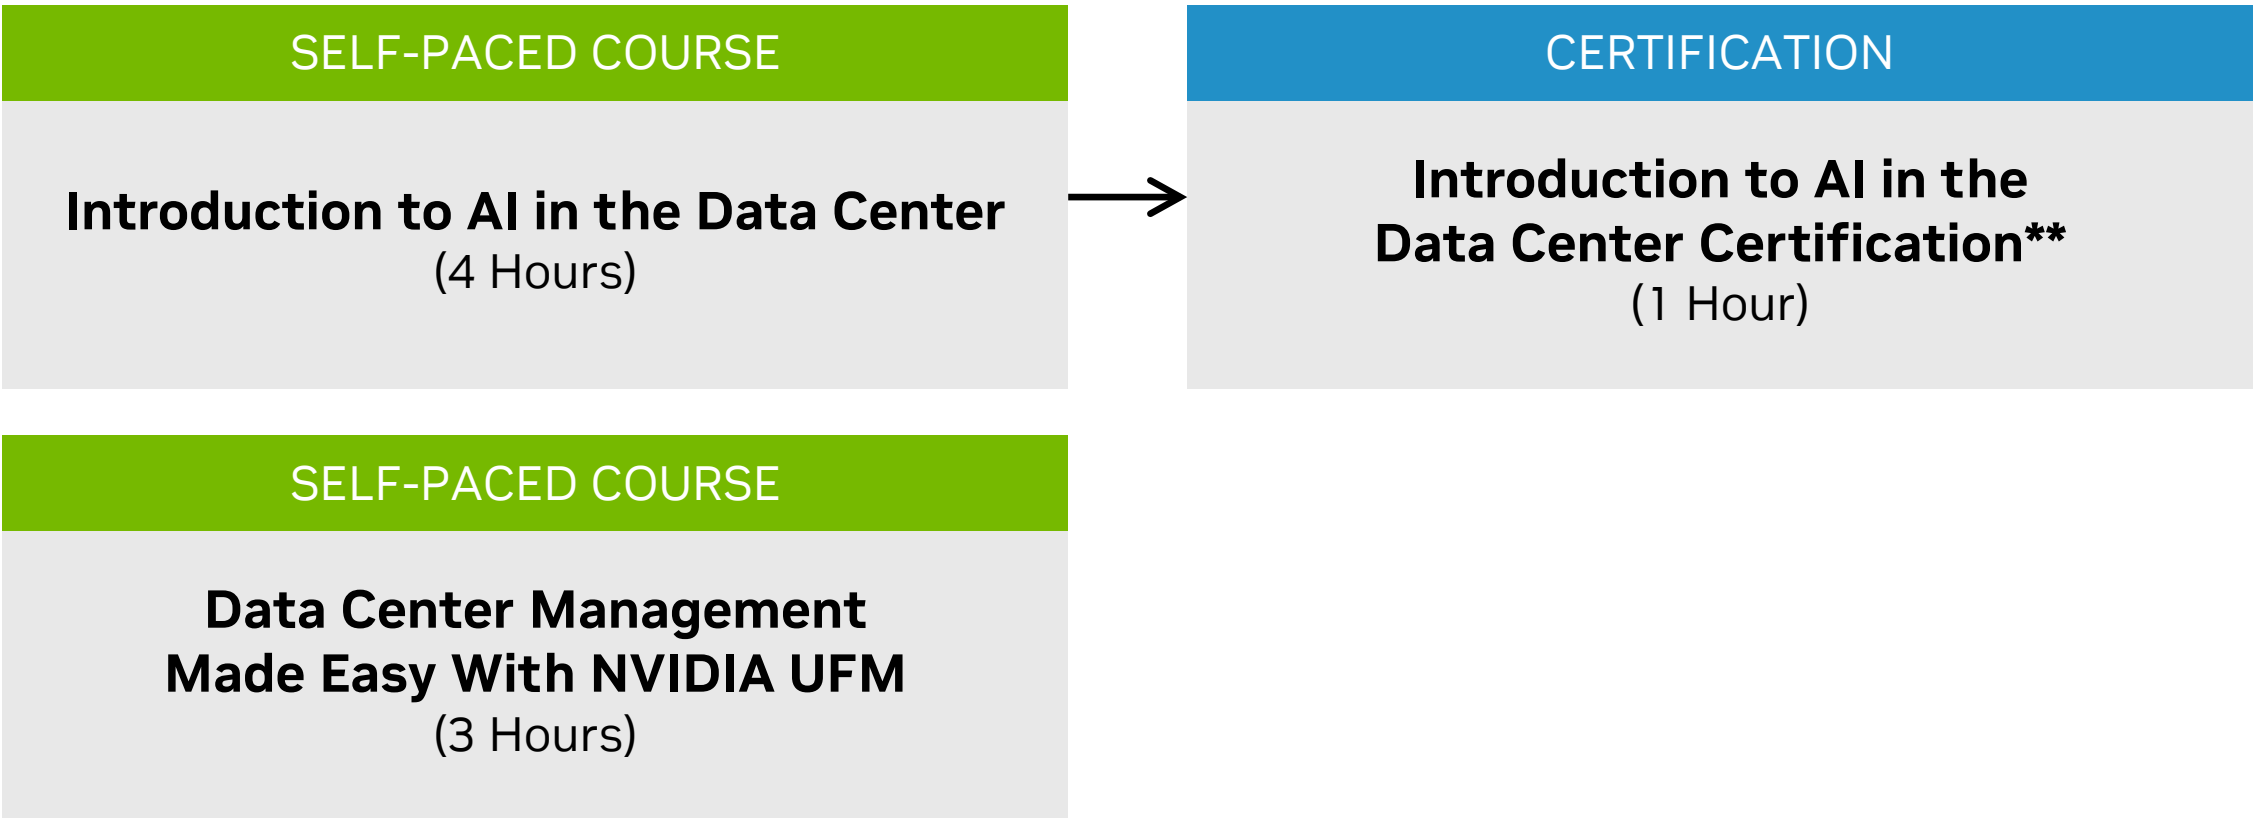 SELF-PACED COURSE
Introduction to AI in the Data Center
(4 Hours)
CERTIFICATION
Introduction to AI in the
Data Center Certification**
(1 Hour)
SELF-PACED COURSE
Data Center Management
Made Easy With NVIDIA UFM
(3 Hours)